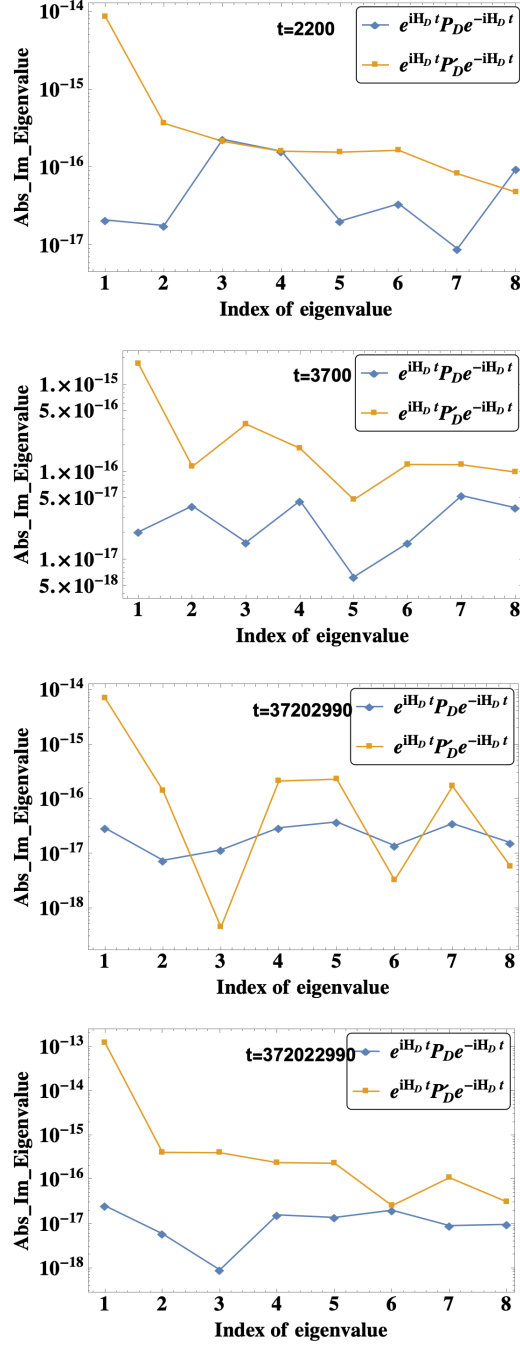 10⁻¹⁴
t=2200
e^{iH_D t}P_D e^{-iH_D t}
e^{iH_D t}P′_D e^{-iH_D t}
10⁻¹⁵
10⁻¹⁶
10⁻¹⁷
Abs_Im_Eigenvalue
1 2 3 4 5 6 7 8
Index of eigenvalue
t=3700
e^{iH_D t}P_D e^{-iH_D t}
e^{iH_D t}P′_D e^{-iH_D t}
1.×10⁻¹⁵
5.×10⁻¹⁶
1.×10⁻¹⁶
5.×10⁻¹⁷
1.×10⁻¹⁷
5.×10⁻¹⁸
Abs_Im_Eigenvalue
1 2 3 4 5 6 7 8
Index of eigenvalue
10⁻¹⁴
t=37202990
e^{iH_D t}P_D e^{-iH_D t}
e^{iH_D t}P′_D e^{-iH_D t}
10⁻¹⁵
10⁻¹⁶
10⁻¹⁷
10⁻¹⁸
Abs_Im_Eigenvalue
1 2 3 4 5 6 7 8
Index of eigenvalue
10⁻¹³
t=372022990
e^{iH_D t}P_D e^{-iH_D t}
e^{iH_D t}P′_D e^{-iH_D t}
10⁻¹⁴
10⁻¹⁵
10⁻¹⁶
10⁻¹⁷
10⁻¹⁸
Abs_Im_Eigenvalue
1 2 3 4 5 6 7 8
Index of eigenvalue